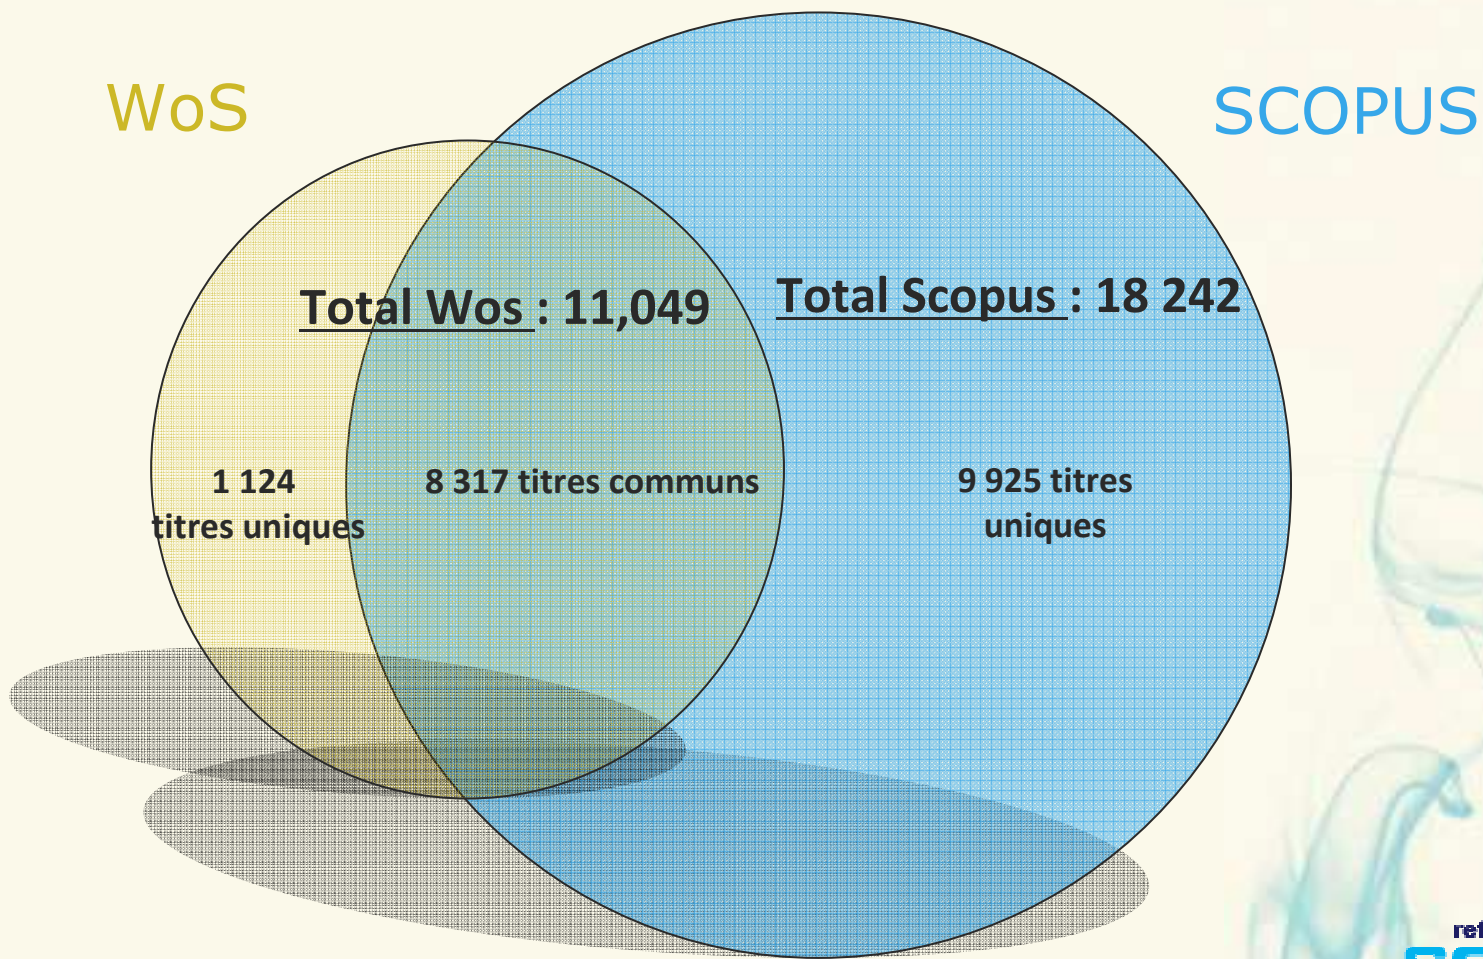 WoS
SCOPUS
Total Wos : 11,049
Total Scopus : 18 242
1 124
titres uniques
8 317 titres communs
9 925 titres
uniques